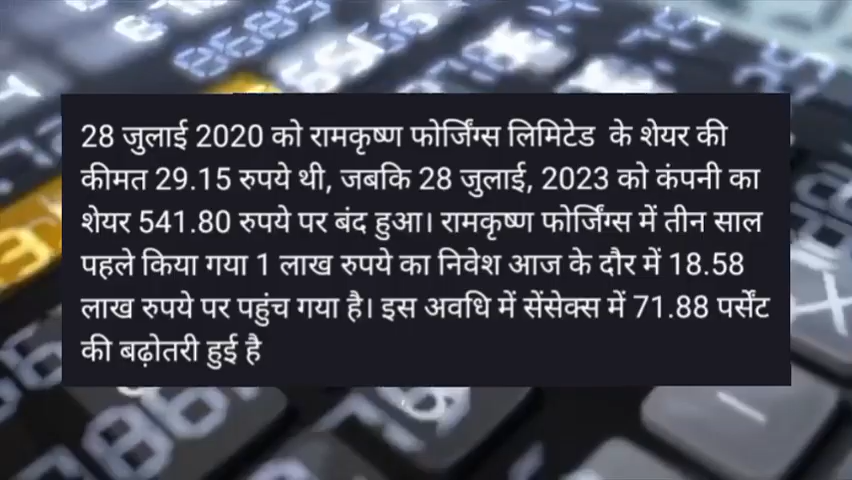 28 जुलाई 2020 को रामकृष्ण फोर्जिंग्स लिमिटेड के शेयर की
कीमत 29.15 रुपये थी, जबकि 28 जुलाई, 2023 को कंपनी का
शेयर 541.80 रुपये पर बंद हुआ। रामकृष्ण फोर्जिंग्स में तीन साल
पहले किया गया 1 लाख रुपये का निवेश आज के दौर में 18.58
लाख रुपये पर पहुंच गया है। इस अवधि में सेंसेक्स में 71.88 पर्सेंट
की बढ़ोतरी हुई है